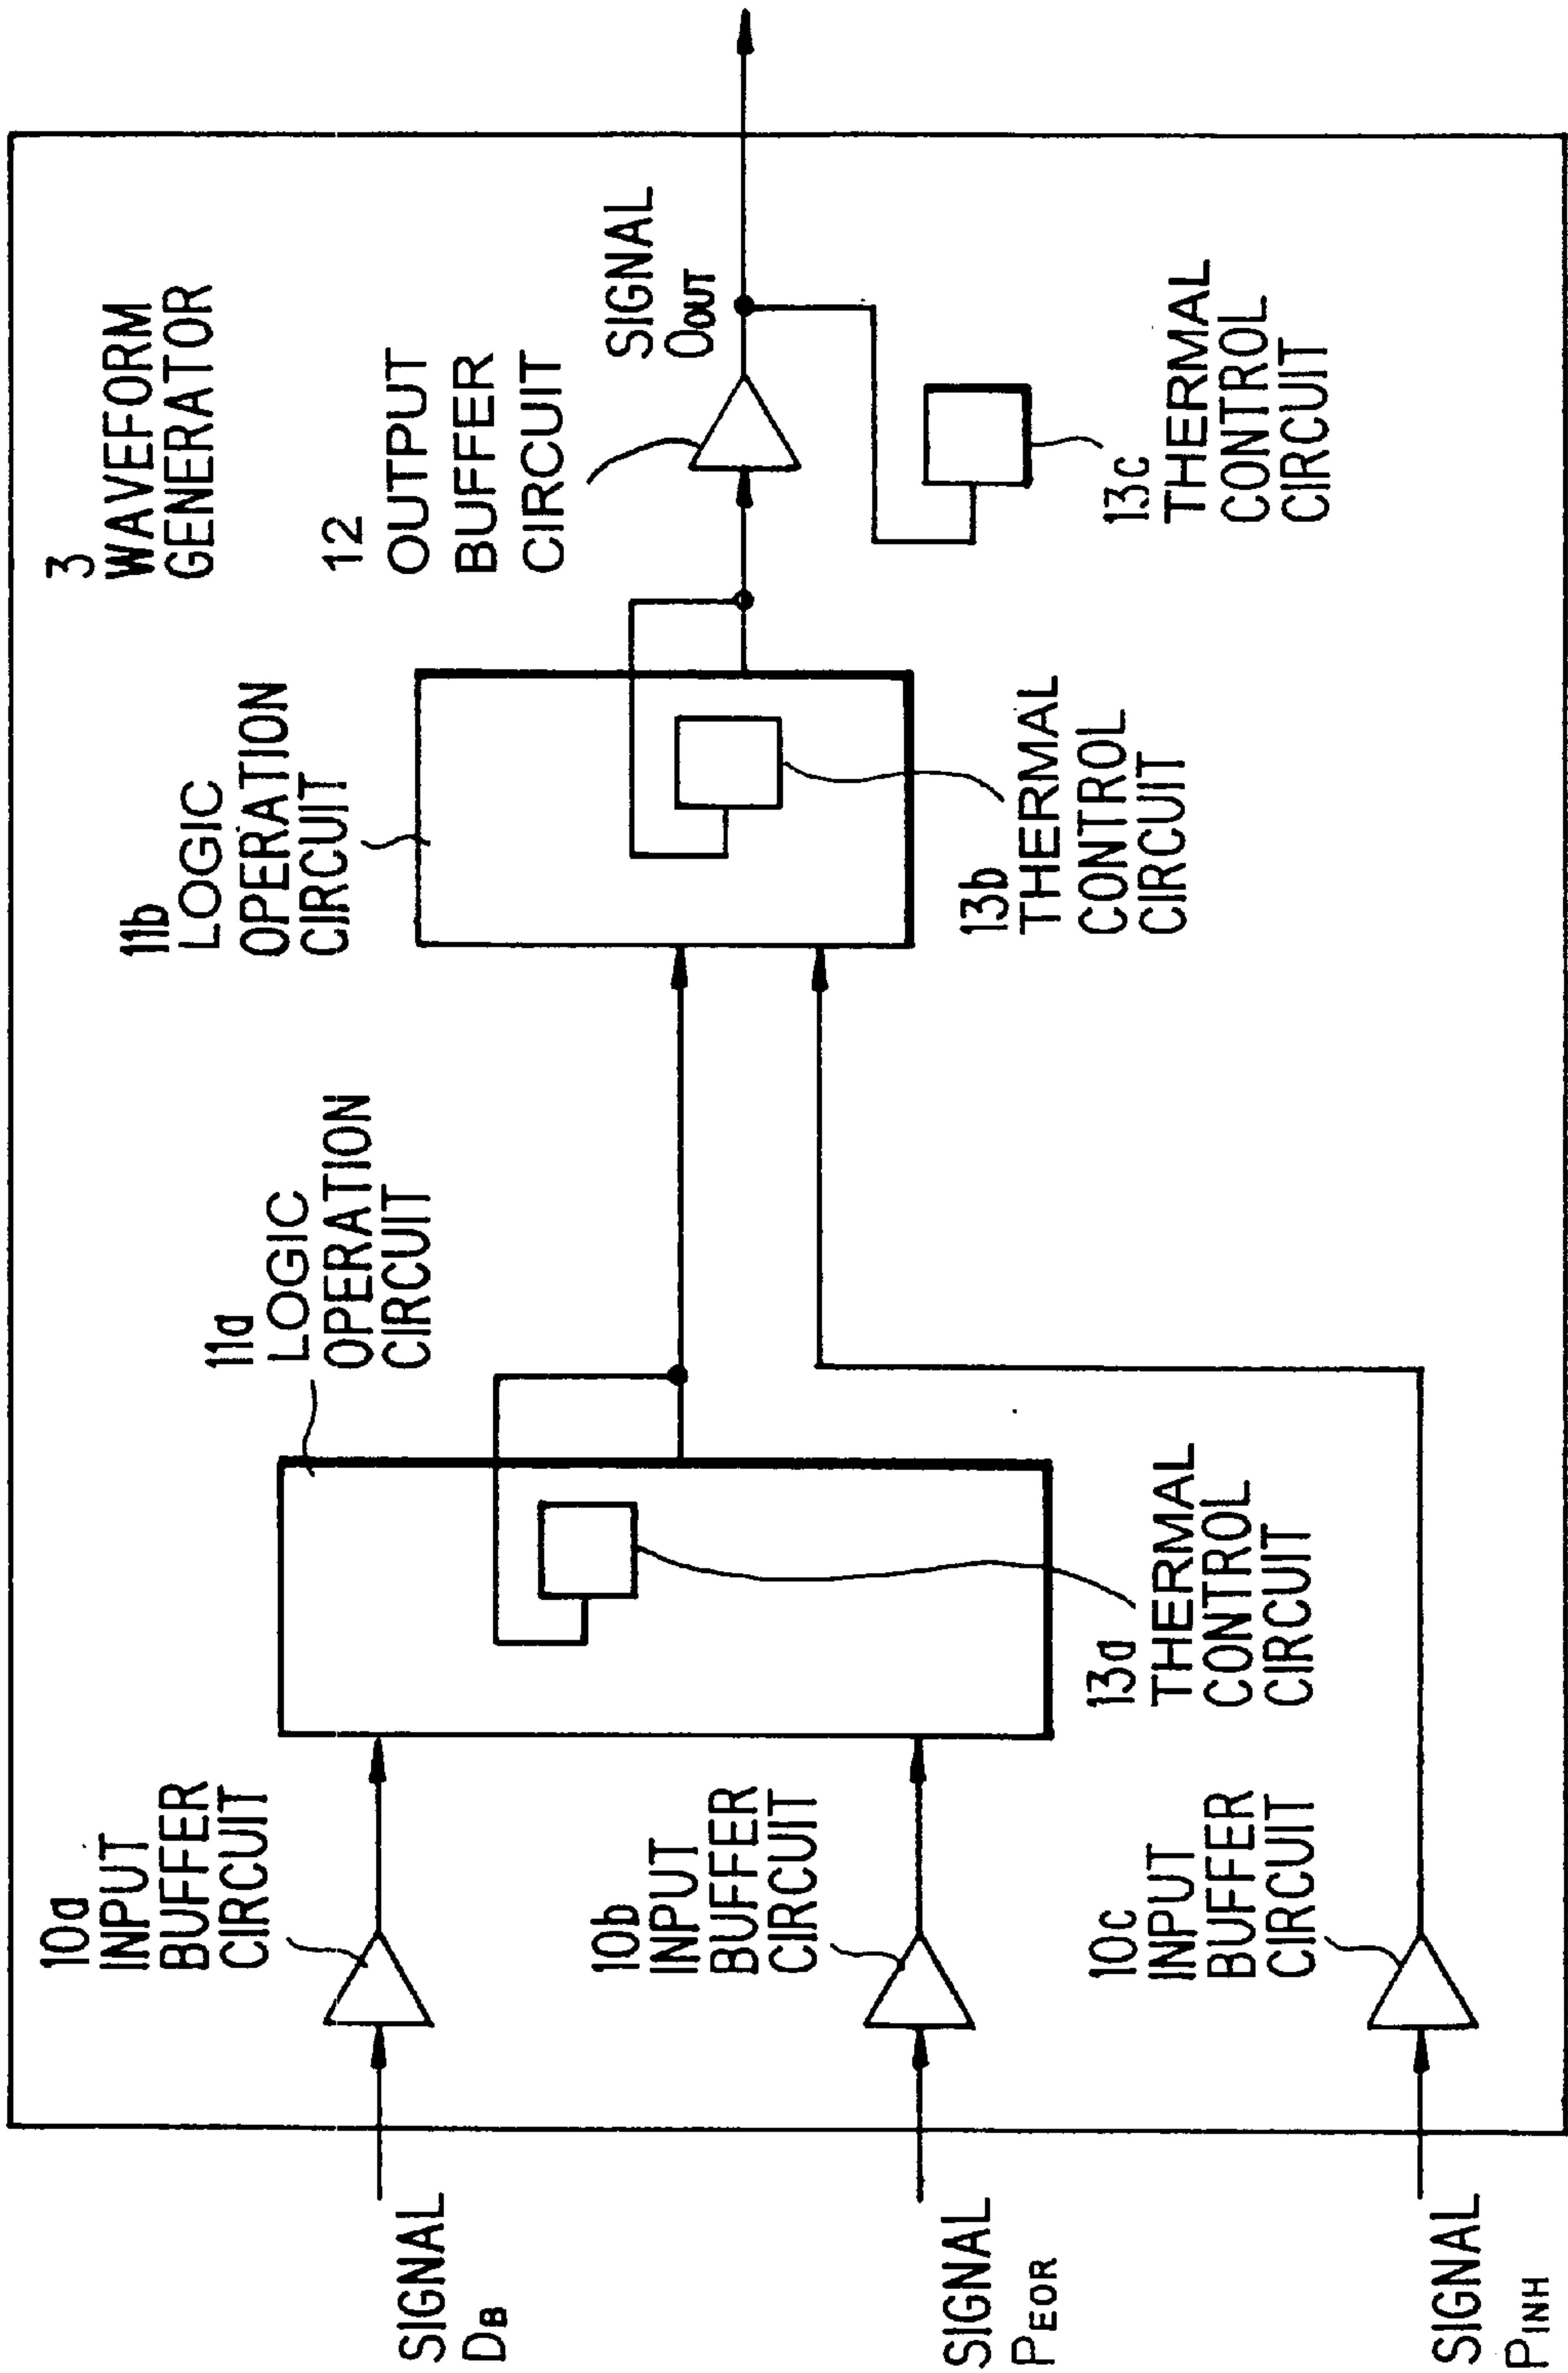 3
WAVEFORM
GENERATOR
10a
INPUT
BUFFER
CIRCUIT
11a
LOGIC
OPERATION
CIRCUIT
11b
LOGIC
OPERATION
CIRCUIT
12
OUTPUT
BUFFER
CIRCUIT
SIGNAL
OOUT
SIGNAL
DB
10b
INPUT
BUFFER
CIRCUIT
13a
THERMAL
CONTROL
CIRCUIT
13b
THERMAL
CONTROL
CIRCUIT
13c
THERMAL
CONTROL
CIRCUIT
SIGNAL
PEOR
10c
INPUT
BUFFER
CIRCUIT
SIGNAL
PINH